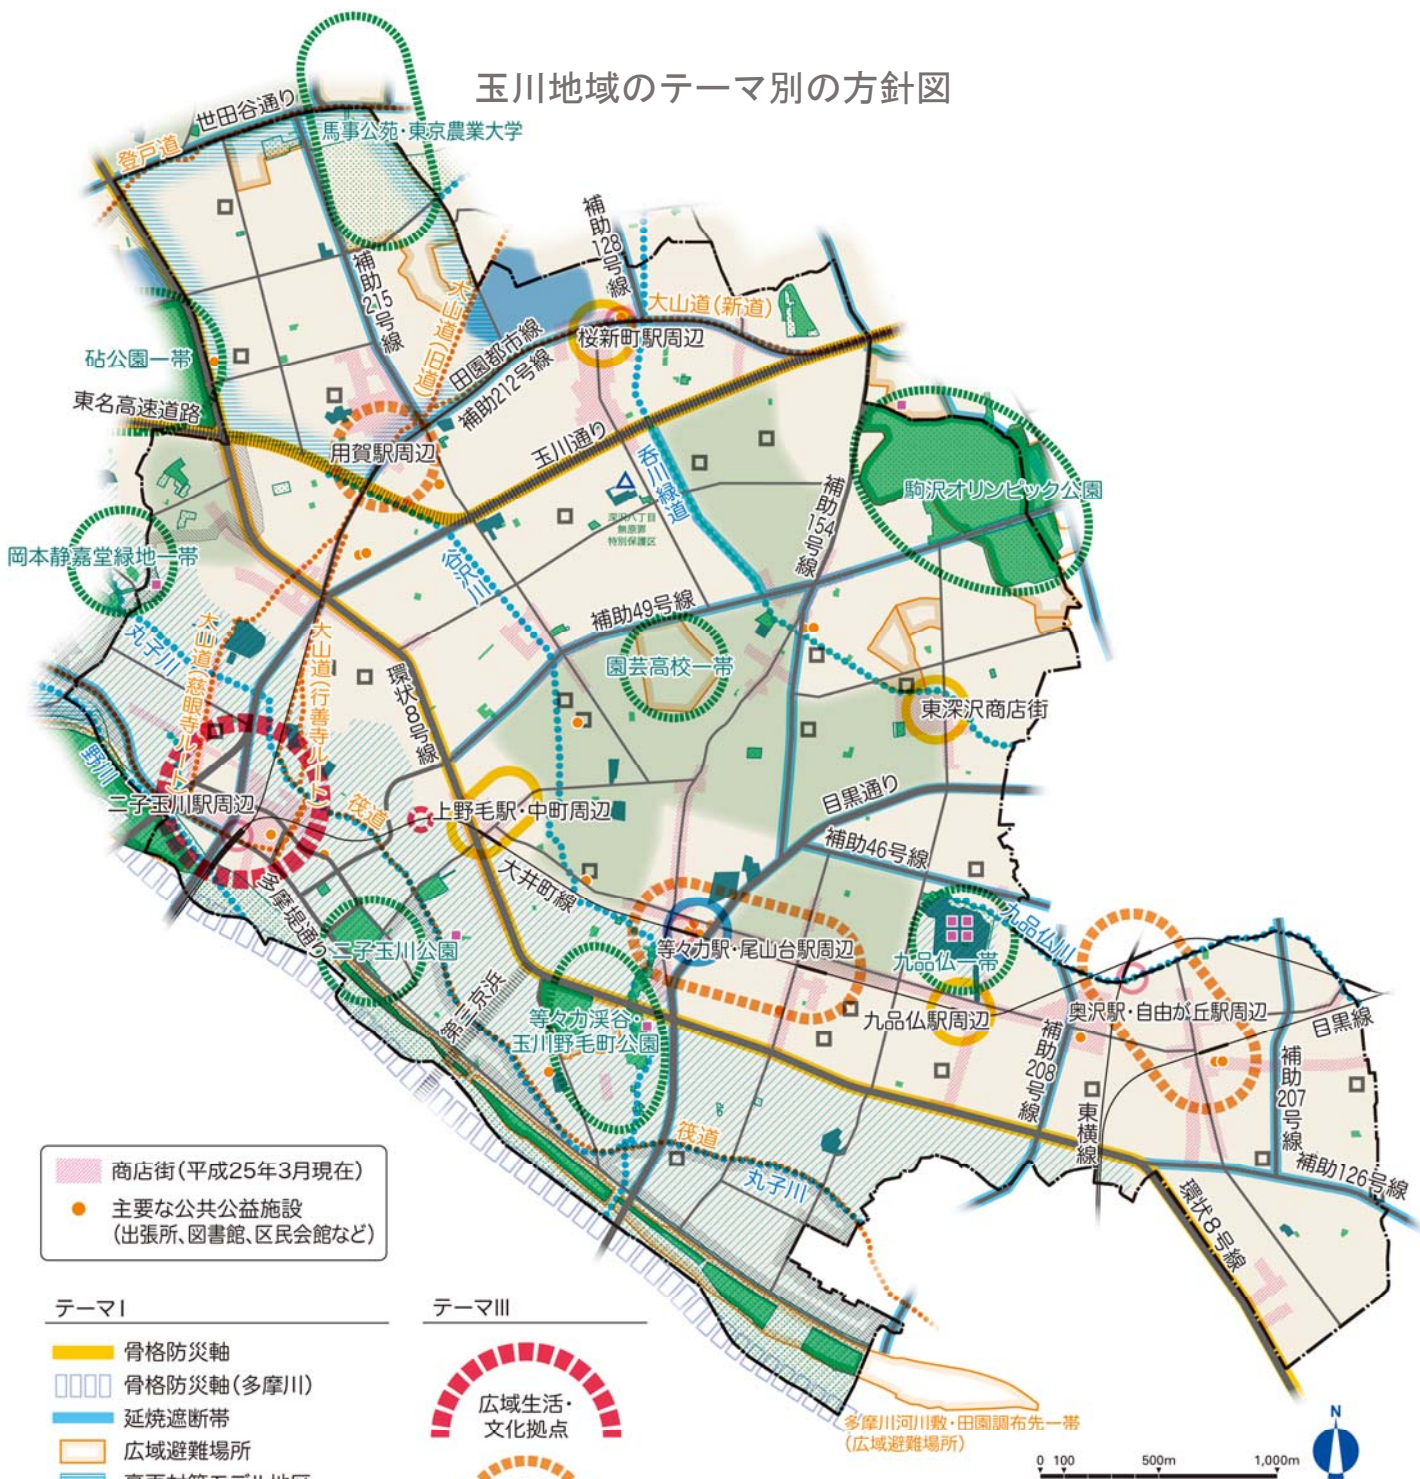 玉川地域のテーマ別の方針図
世田谷通り
登戸道
馬事公苑・東京農業大学
補助128号線
補助215号線
大山道(旧道)
大山道(新道)
桜新町駅周辺
田園都市線
補助212号線
砧公園一帯
東名高速道路
用賀駅周辺
玉川通り
呑川緑道
深沢八丁目
無原罪
特別保護区
補助154号線
駒沢オリンピック公園
岡本静嘉堂緑地一帯
谷沢川
補助49号線
丸子川
大山道(慈眼寺ルート)
大山道(行善寺ルート)
環状8号線
園芸高校一帯
東深沢商店街
野川
二子玉川駅周辺
筏道
上野毛駅・中町周辺
目黒通り
補助46号線
大井町線
多摩堤通り
二子玉川公園
等々力駅・尾山台駅周辺
九品仏一帯
九品仏川
第三京浜
等々力渓谷・
玉川野毛町公園
九品仏駅周辺
奥沢駅・自由が丘駅周辺
目黒線
補助208号線
東横線
補助207号線
筏道
丸子川
補助126号線
環状8号線
商店街(平成25年3月現在)
主要な公共公益施設
(出張所、図書館、区民会館など)
テーマI
骨格防災軸
骨格防災軸(多摩川)
延焼遮断帯
広域避難場所
テーマIII
広域生活・
文化拠点
多摩川河川敷・田園調布先一帯
(広域避難場所)
N
0 100 500m 1,000m